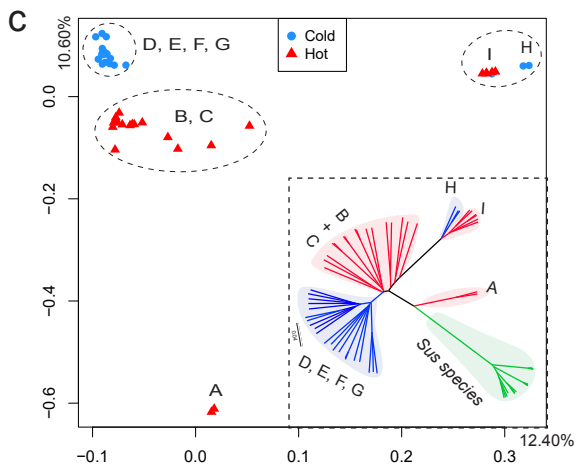 C
10.60%
Cold
Hot
D, E, F, G
B, C
I
H
A
0.0
−0.2
−0.4
−0.6
−0.1
0.0
0.1
0.2
0.3
12.40%
H
I
C + B
A
D, E, F, G
Sus species